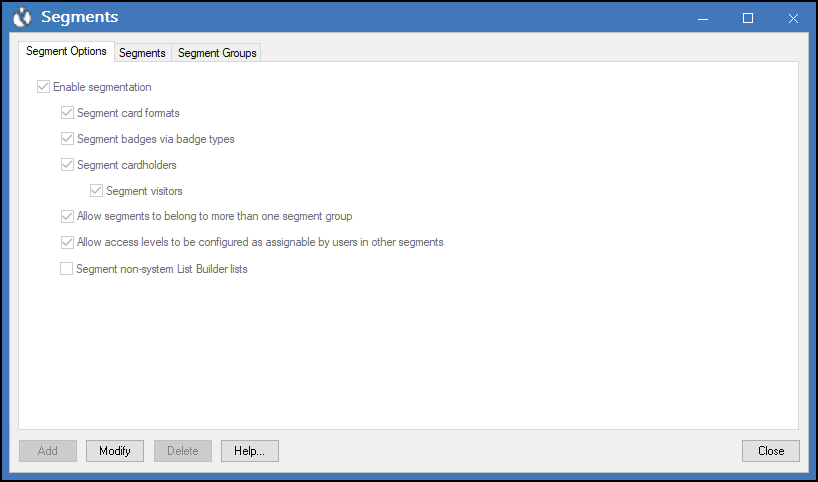 Segments
Segment Options Segments Segment Groups
Enable segmentation
Segment card formats
Segment badges via badge types
Segment cardholders
Segment visitors
Allow segments to belong to more than one segment group
Allow access levels to be configured as assignable by users in other segments
Segment non-system List Builder lists
Add Modify Delete Help... Close